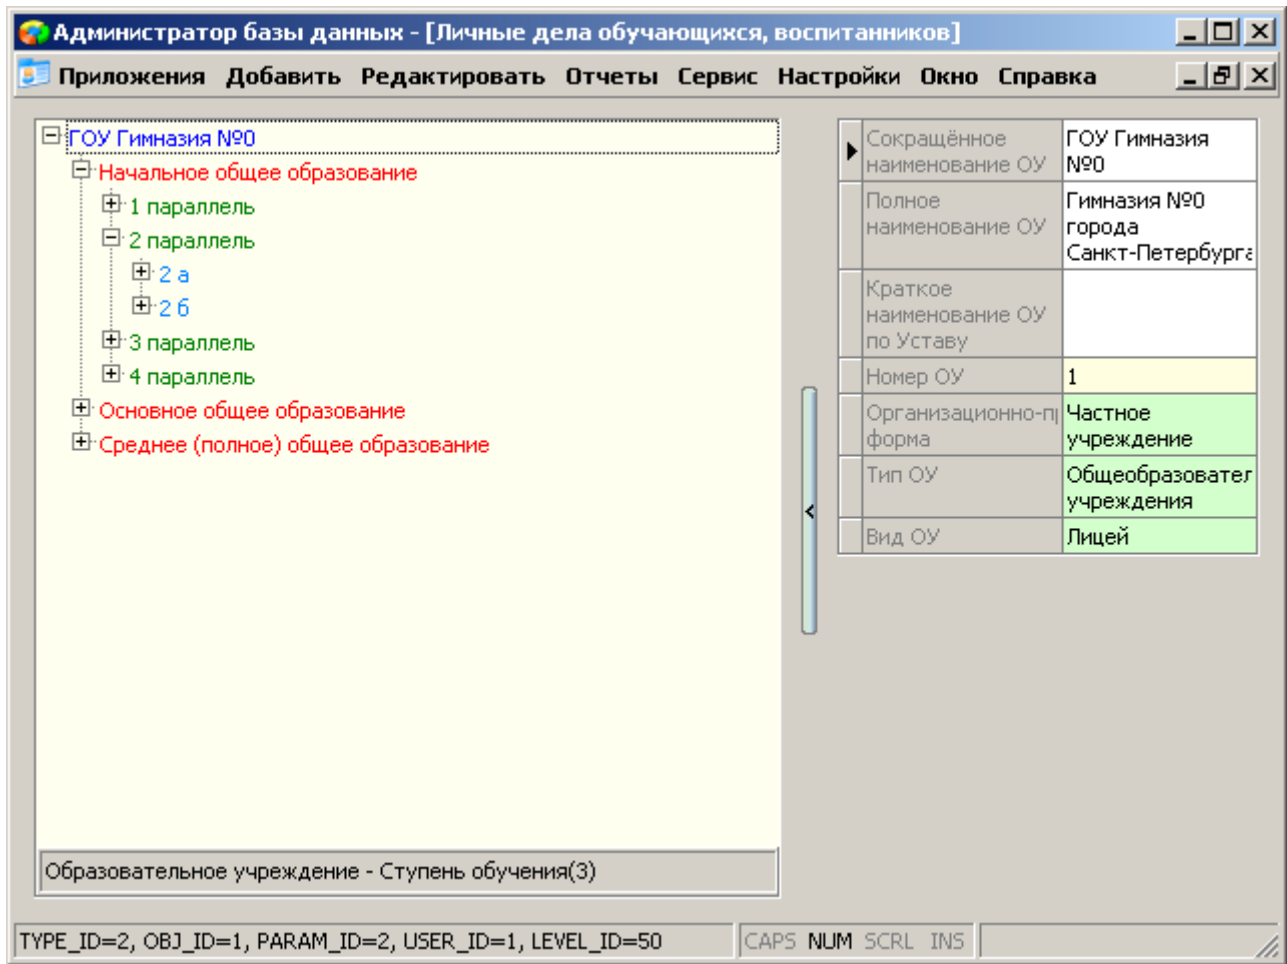 Администратор базы данных - [Личные дела обучающихся, воспитанников]
Приложения Добавить Редактировать Отчеты Сервис Настройки Окно Справка
ГОУ Гимназия №0
Начальное общее образование
1 параллель
2 параллель
2 а
2 б
3 параллель
4 параллель
Основное общее образование
Среднее (полное) общее образование
Образовательное учреждение - Ступень обучения(3)
Сокращённое
наименование ОУ
ГОУ Гимназия
№0
Полное
наименование ОУ
Гимназия №0
города
Санкт-Петербурга
Краткое
наименование ОУ
по Уставу
Номер ОУ
1
Организационно-п
форма
Частное
учреждение
Тип ОУ
Общеобразовател
учреждения
Вид ОУ
Лицей
TYPE_ID=2, OBJ_ID=1, PARAM_ID=2, USER_ID=1, LEVEL_ID=50
CAPS NUM SCRL INS